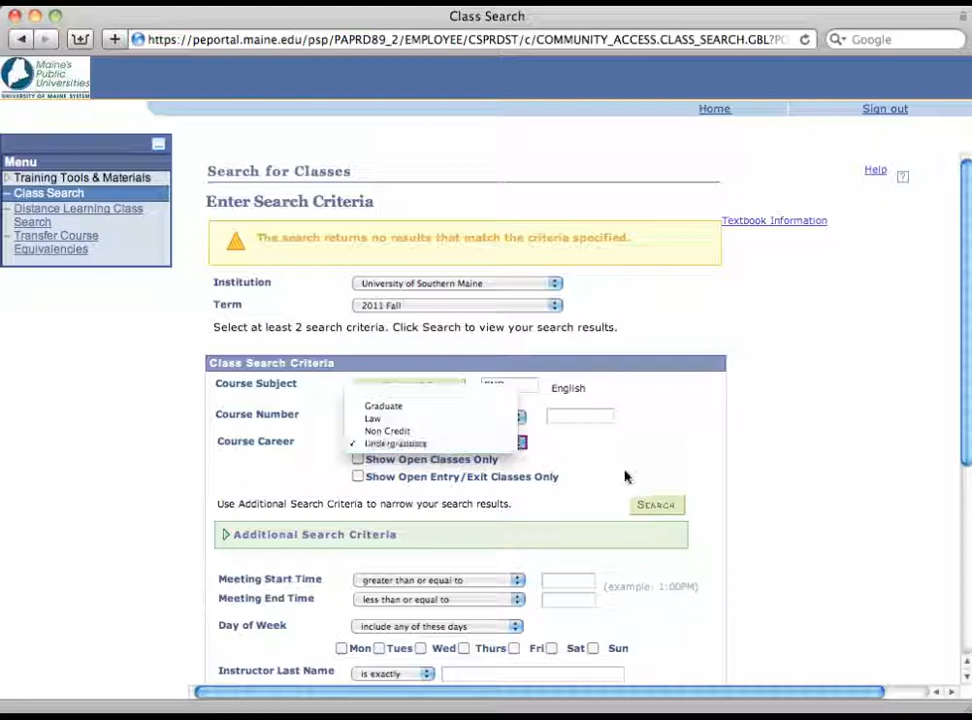 Class Search
https://peportal.maine.edu/psp/PAPRD89_2/EMPLOYEE/CSPRDST/c/COMMUNITY_ACCESS.CLASS_SEARCH.GBL?
Google
Maine's
Public
Universities
UNIVERSITY OF MAINE SYSTEM
Home
Sign out
Menu
Training Tools & Materials
Class Search
Distance Learning Class
Search
Transfer Course
Equivalencies
Search for Classes
Help
?
Enter Search Criteria
Textbook Information
The search returns no results that match the criteria specified.
Institution
University of Southern Maine
Term
2011 Fall
Select at least 2 search criteria. Click Search to view your search results.
Class Search Criteria
Course Subject
English
Graduate
Course Number
Law
Non Credit
Course Career
✓ Undergraduate
Show Open Classes Only
Show Open Entry/Exit Classes Only
Use Additional Search Criteria to narrow your search results.
SEARCH
Additional Search Criteria
Meeting Start Time
greater than or equal to
(example: 1:00PM)
Meeting End Time
less than or equal to
Day of Week
include any of these days
Mon Tues Wed Thurs Fri Sat Sun
Instructor Last Name
is exactly